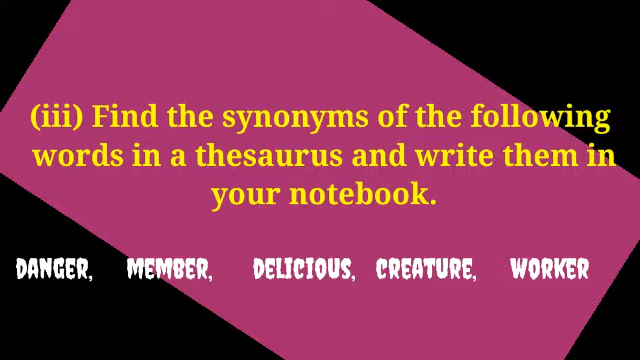 (iii) Find the synonyms of the following
words in a thesaurus and write them in
your notebook.
DANGER, MEMBER, DELICIOUS, CREATURE, WORKER